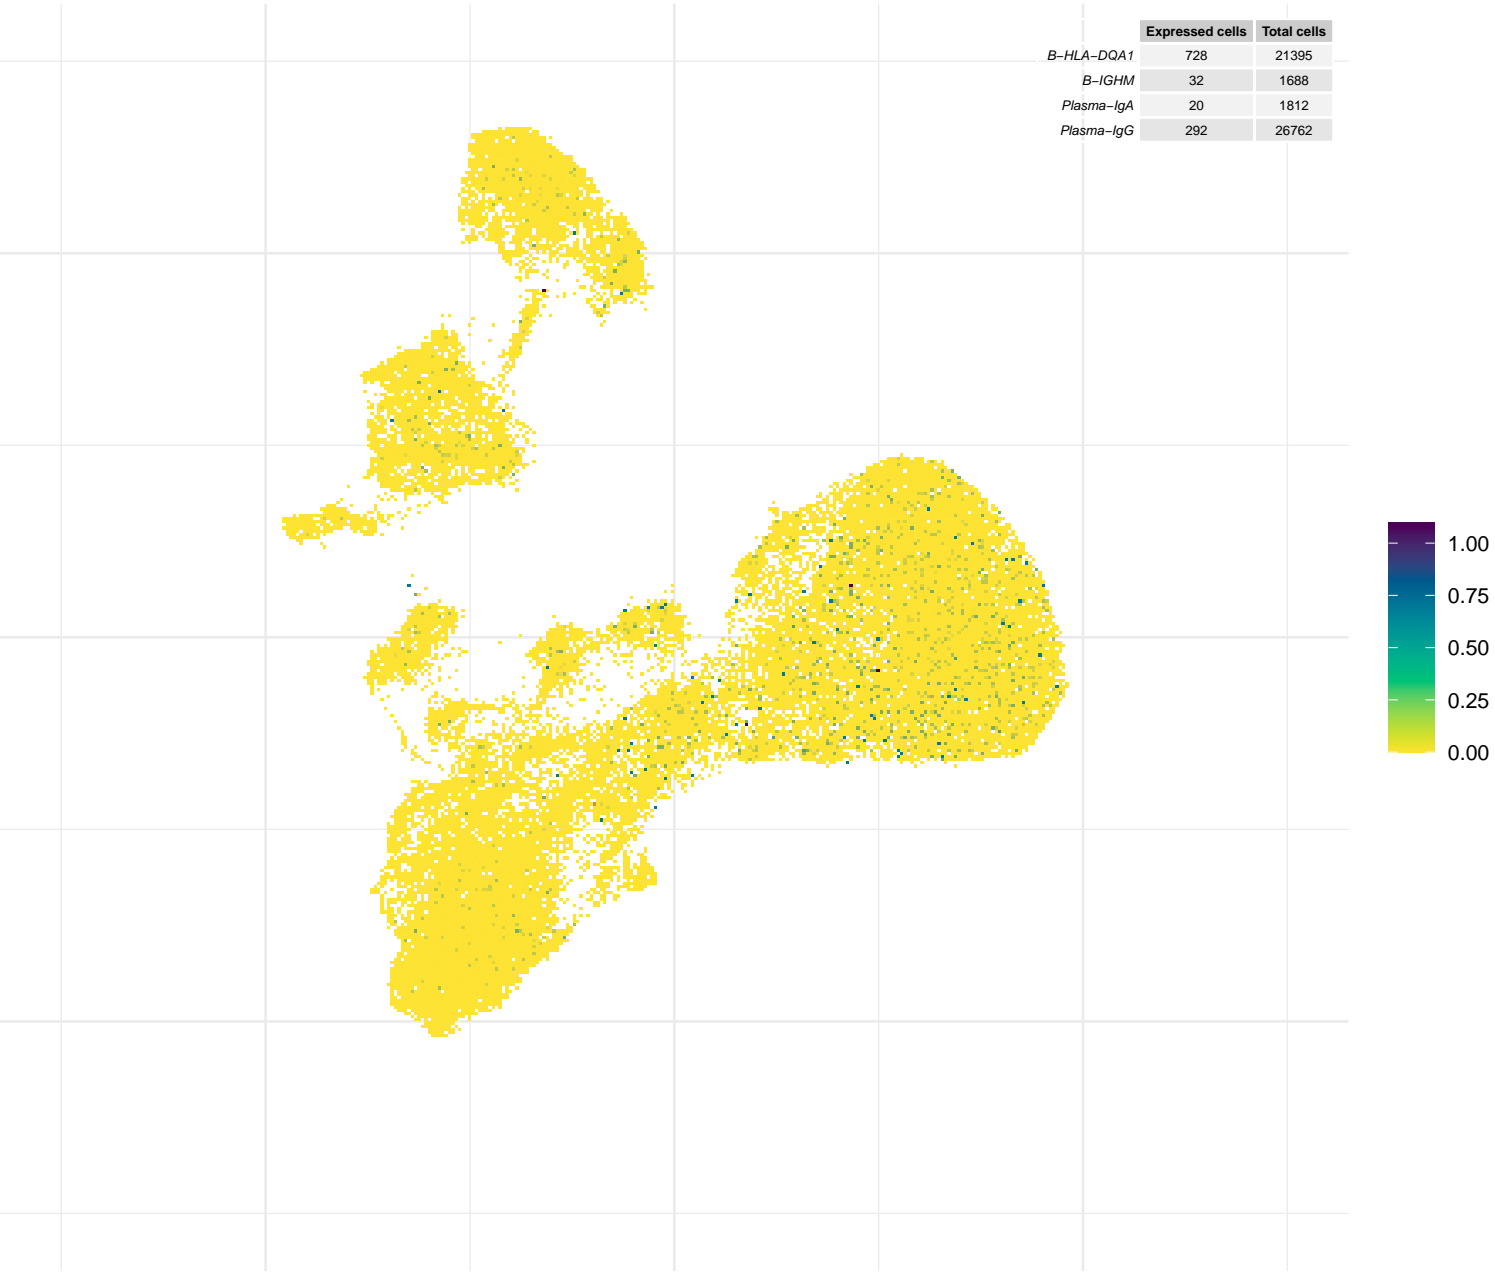 Expressed cells Total cells
B−HLA−DQA1 728 21395
B−IGHM 32 1688
Plasma−IgA 20 1812
Plasma−IgG 292 26762
1.00
0.75
0.50
0.25
0.00